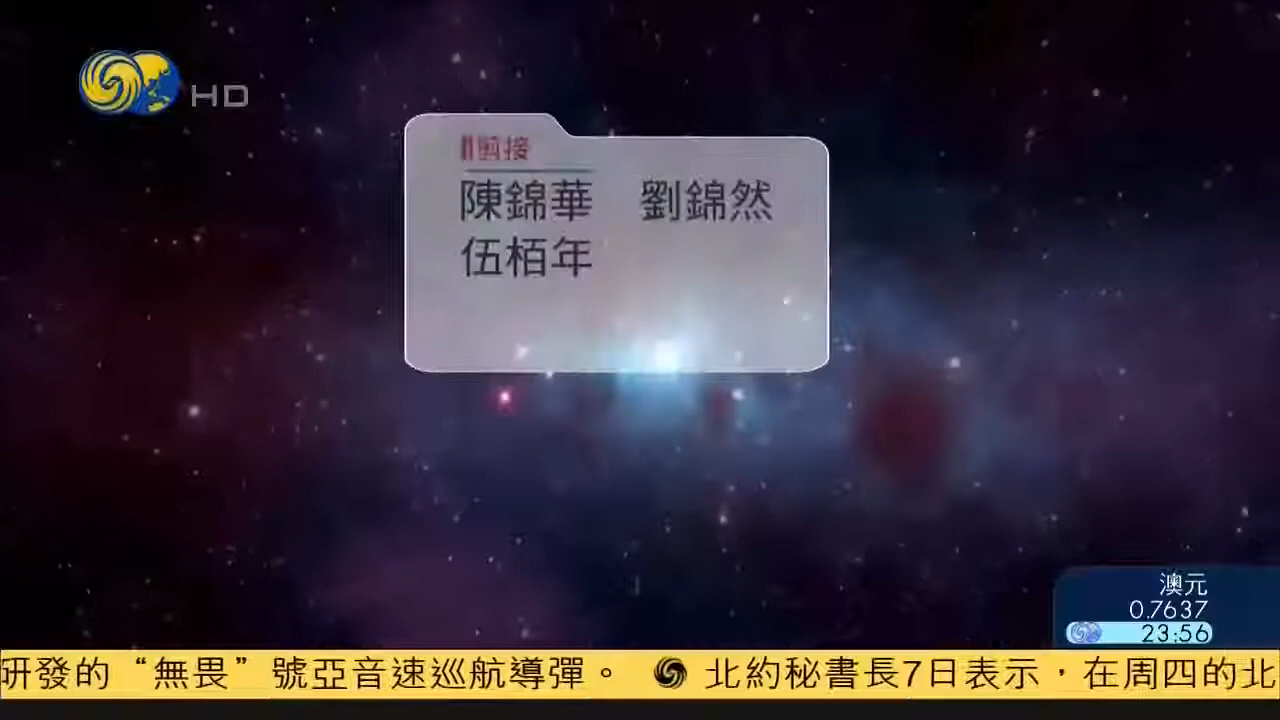 HD
剪接
陳錦華 劉錦然
伍栢年
澳元
0.7637
23:56
研發的“無畏”號亞音速巡航導彈。 北約秘書長7日表示，在周四的北